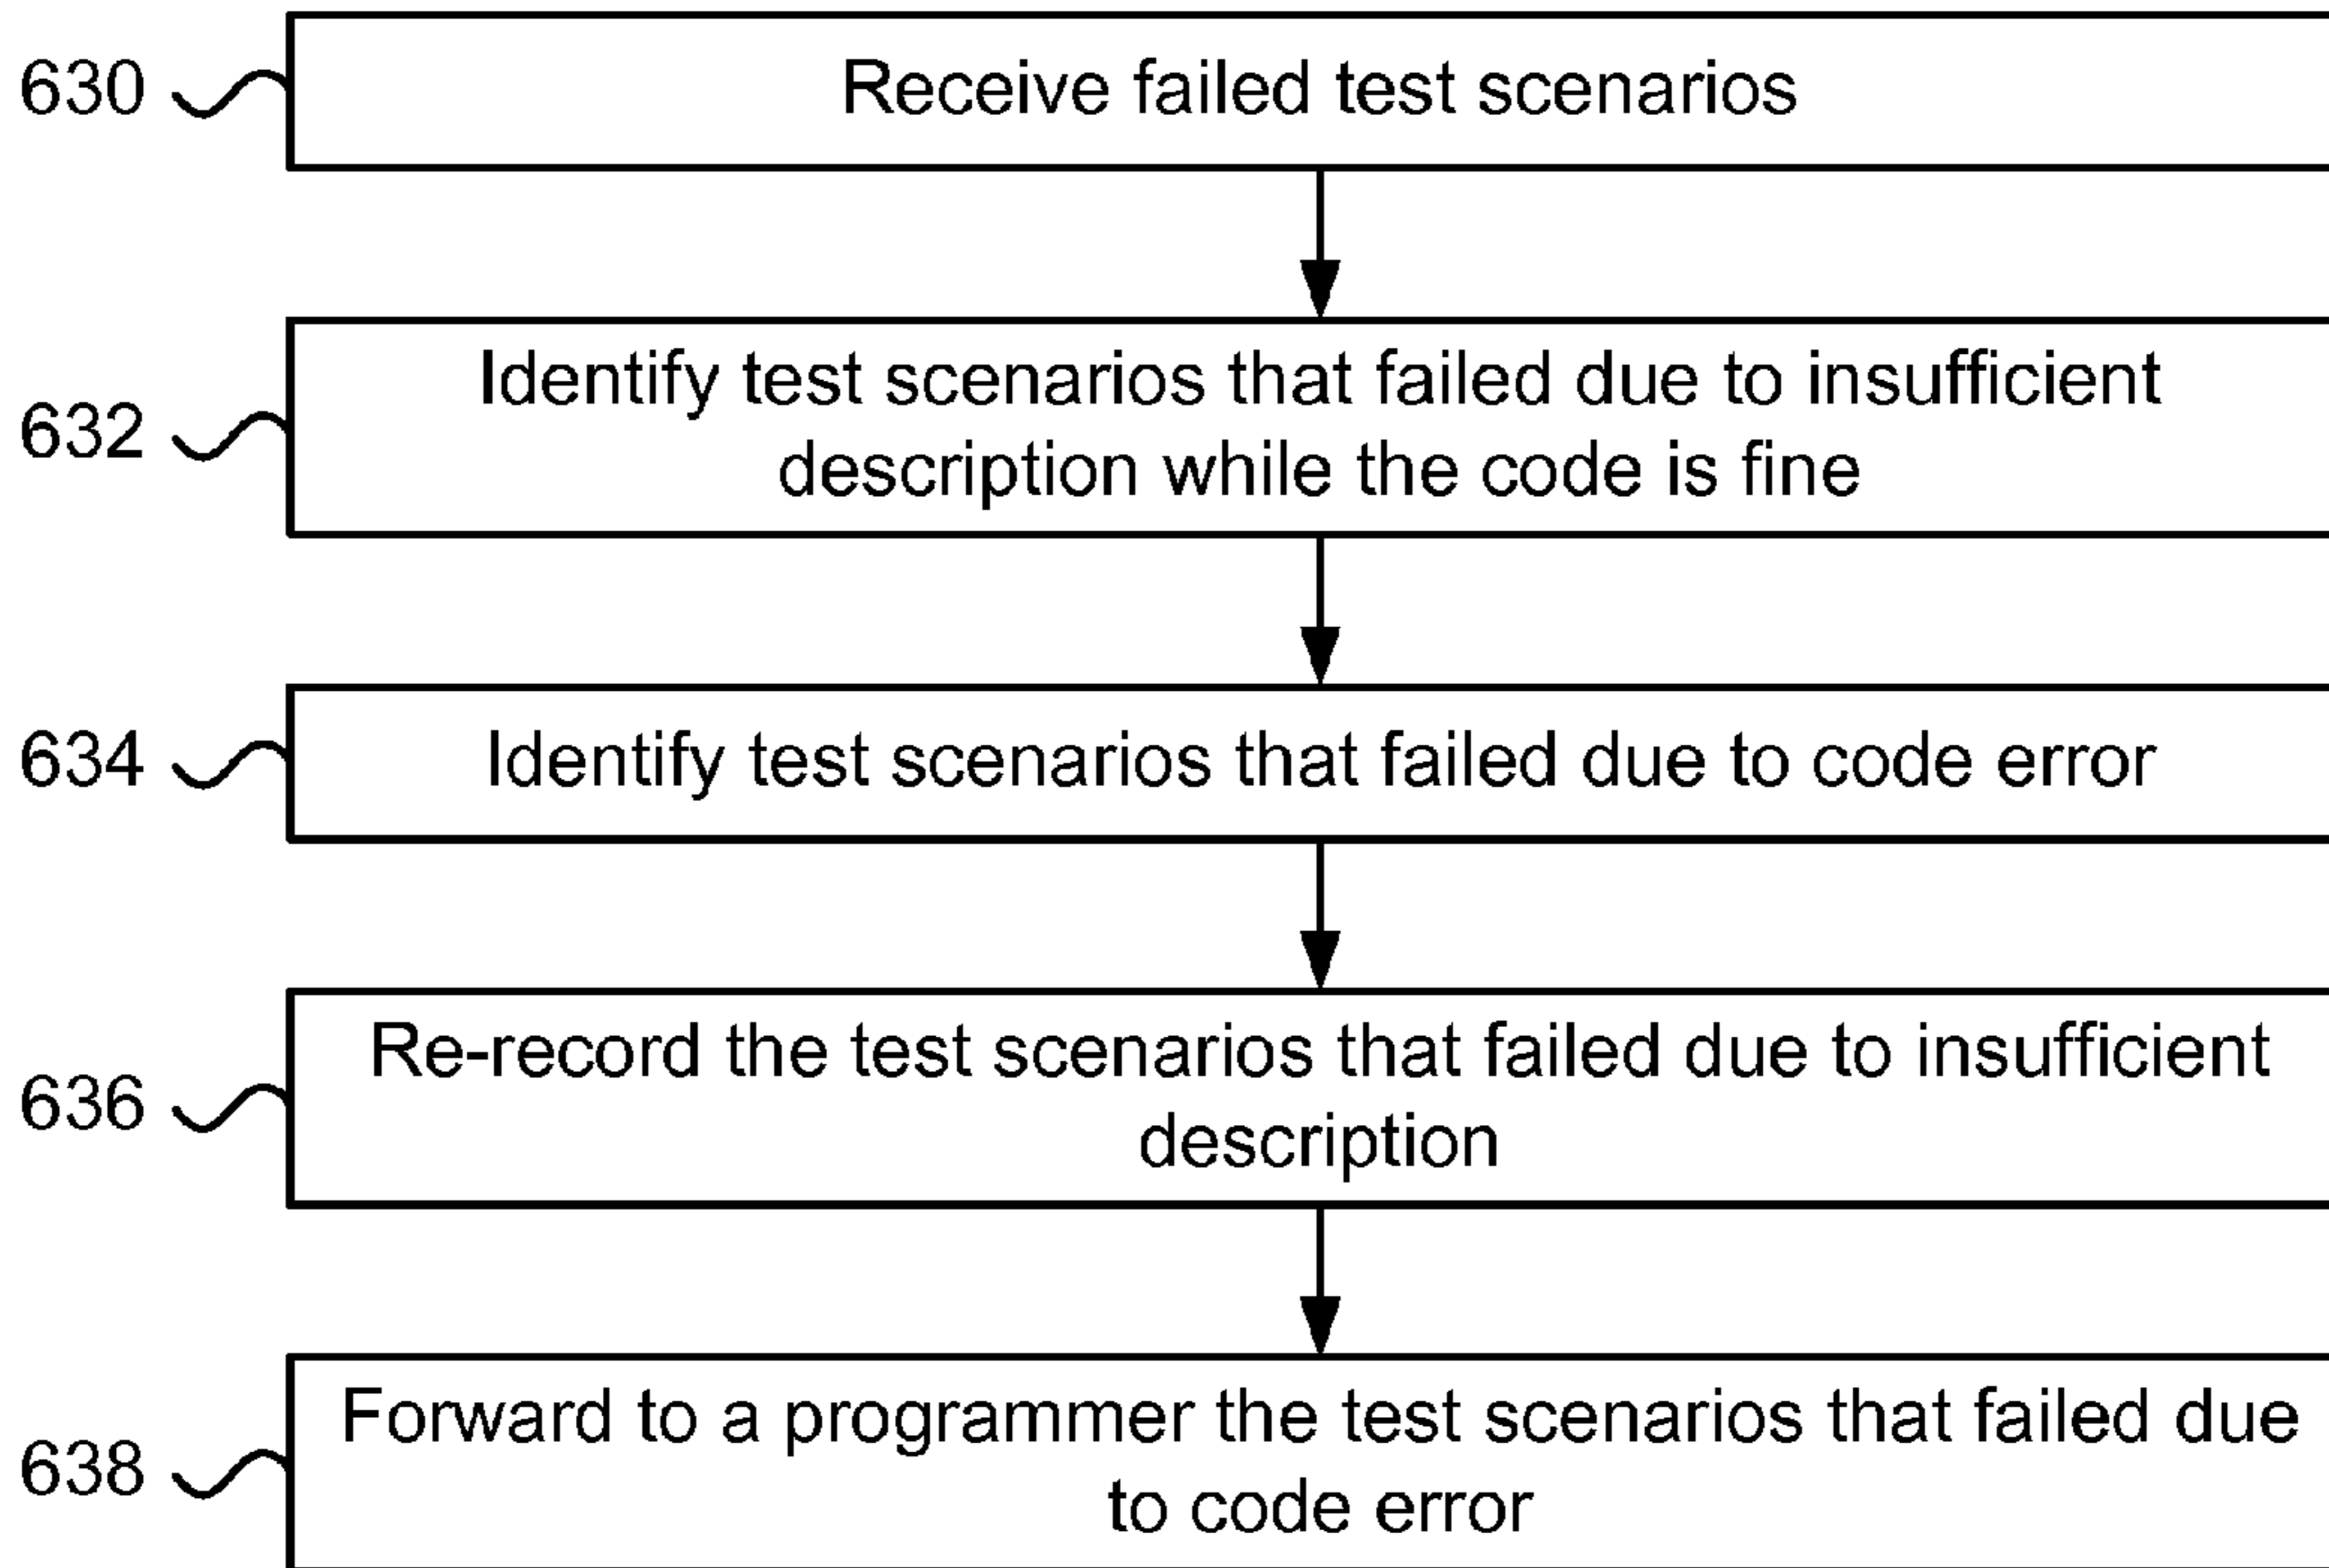 630
Receive failed test scenarios
632
Identify test scenarios that failed due to insufficient
description while the code is fine
634
Identify test scenarios that failed due to code error
636
Re-record the test scenarios that failed due to insufficient
description
638
Forward to a programmer the test scenarios that failed due
to code error